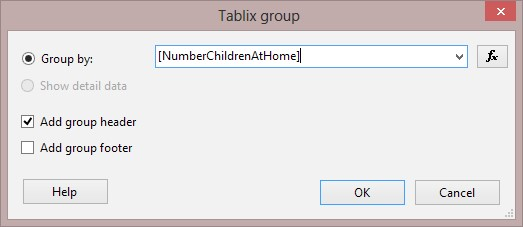 Tablix group
Group by:
[NumberChildrenAtHome]
fx
Show detail data
Add group header
Add group footer
Help
OK
Cancel